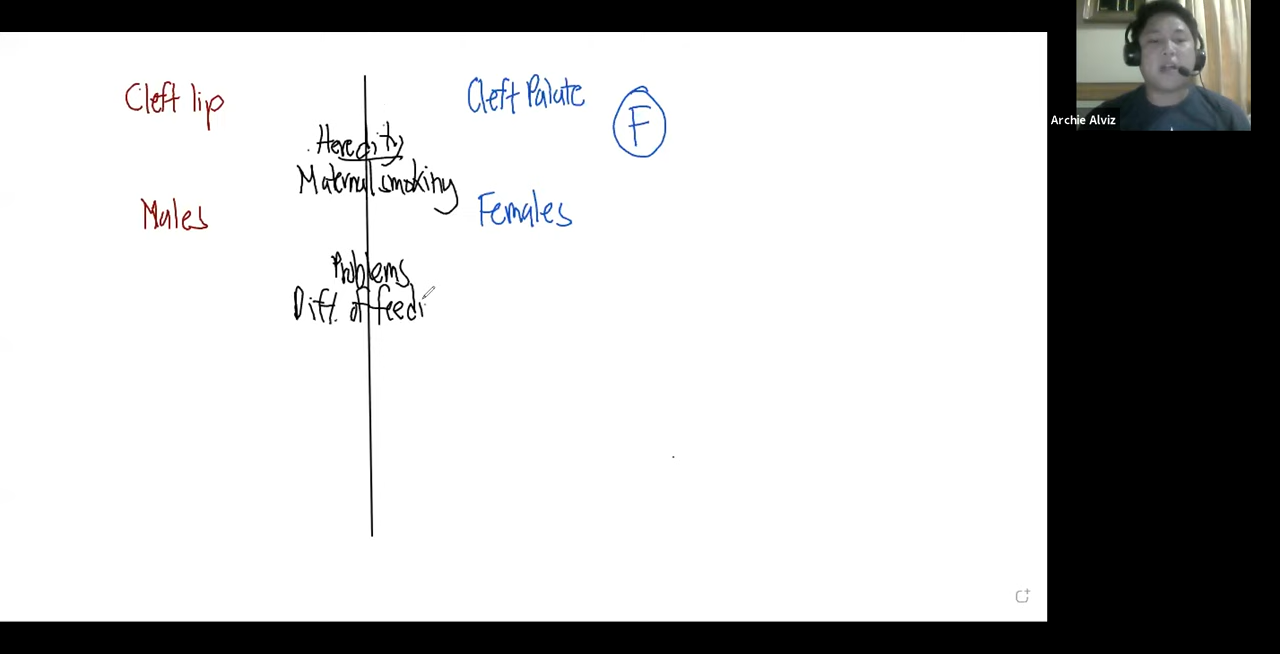 Cleft lip
Cleft Palate
F
Heredity
Maternal smoking
Males
Females
Problems
Diff. of feedi
Archie Alviz